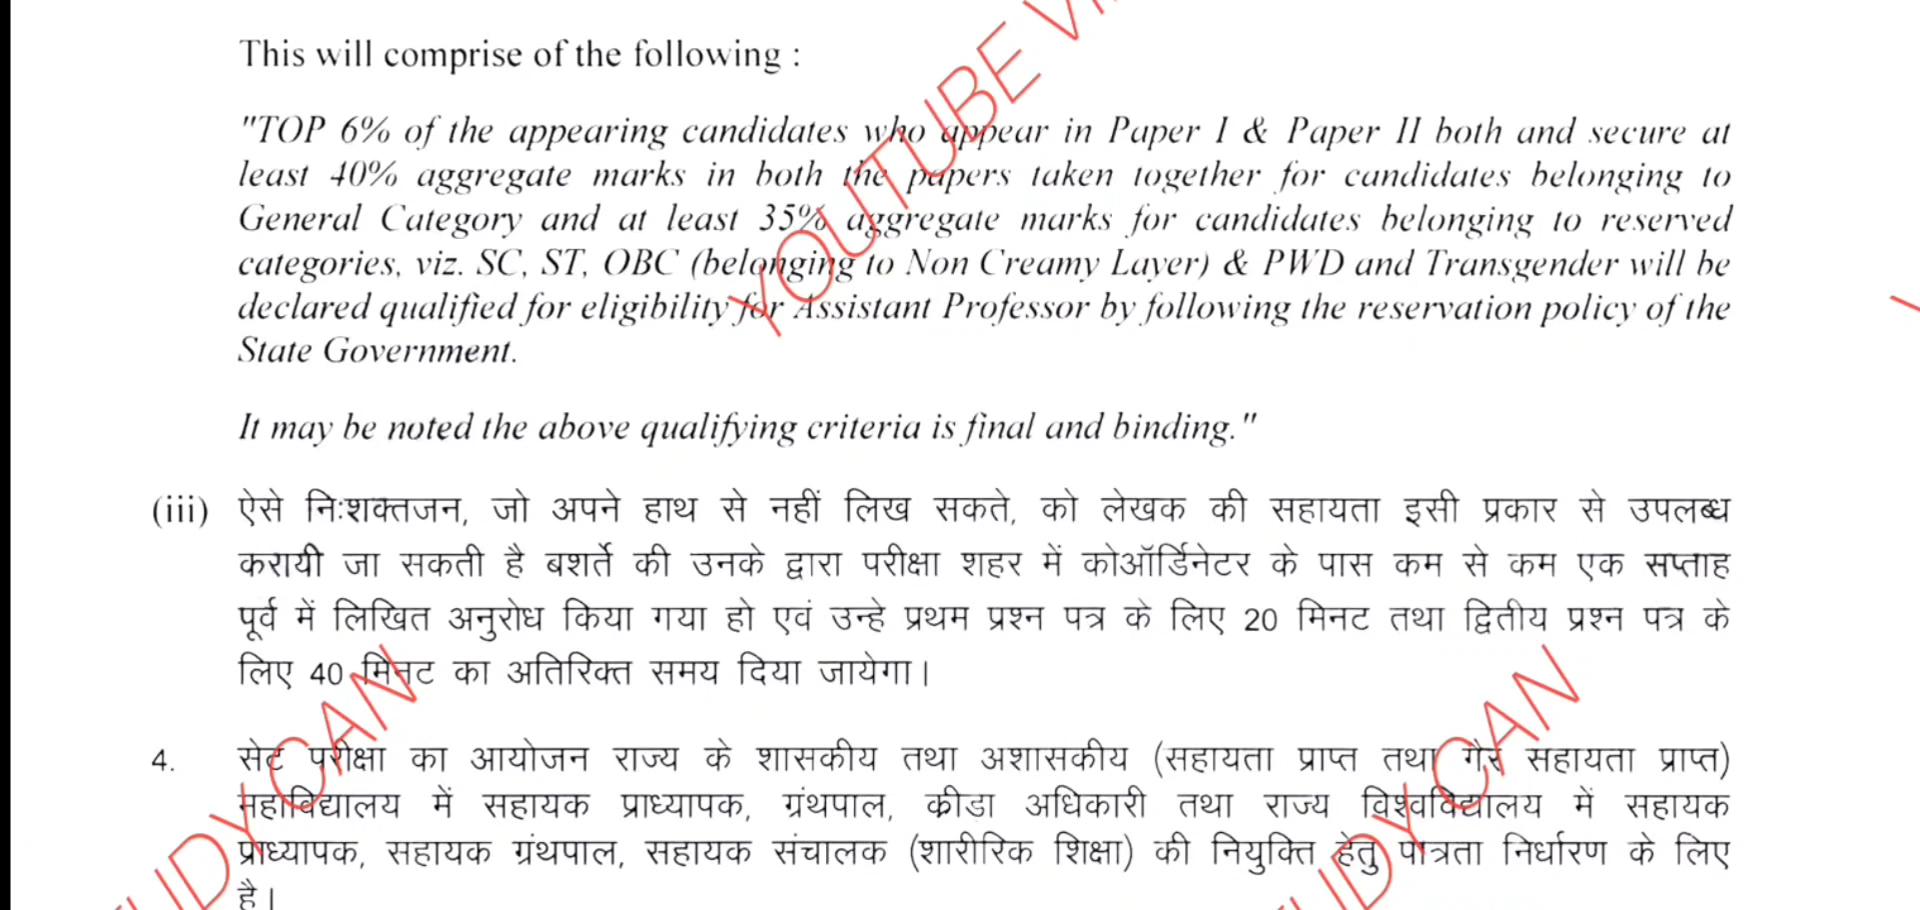 This will comprise of the following :
"TOP 6% of the appearing candidates who appear in Paper I & Paper II both and secure at
least 40% aggregate marks in both the papers taken together for candidates belonging to
General Category and at least 35% aggregate marks for candidates belonging to reserved
categories, viz. SC, ST, OBC (belonging to Non Creamy Layer) & PWD and Transgender will be
declared qualified for eligibility for Assistant Professor by following the reservation policy of the
State Government.
It may be noted the above qualifying criteria is final and binding."
(iii) ऐसे निःशक्तजन, जो अपने हाथ से नहीं लिख सकते, को लेखक की सहायता इसी प्रकार से उपलब्ध
करायी जा सकती है बशर्ते की उनके द्वारा परीक्षा शहर में कोऑर्डिनेटर के पास कम से कम एक सप्ताह
पूर्व में लिखित अनुरोध किया गया हो एवं उन्हे प्रथम प्रश्न पत्र के लिए 20 मिनट तथा द्वितीय प्रश्न पत्र के
लिए 40 मिनट का अतिरिक्त समय दिया जायेगा।
4. सेट परीक्षा का आयोजन राज्य के शासकीय तथा अशासकीय (सहायता प्राप्त तथा गैर सहायता प्राप्त)
महाविद्यालय में सहायक प्राध्यापक, ग्रंथपाल, क्रीडा अधिकारी तथा राज्य विश्वविद्यालय में सहायक
प्राध्यापक, सहायक ग्रंथपाल, सहायक संचालक (शारीरिक शिक्षा) की नियुक्ति हेतु पात्रता निर्धारण के लिए
है।
YOUTUBE
UDY CAN
UDY CAN